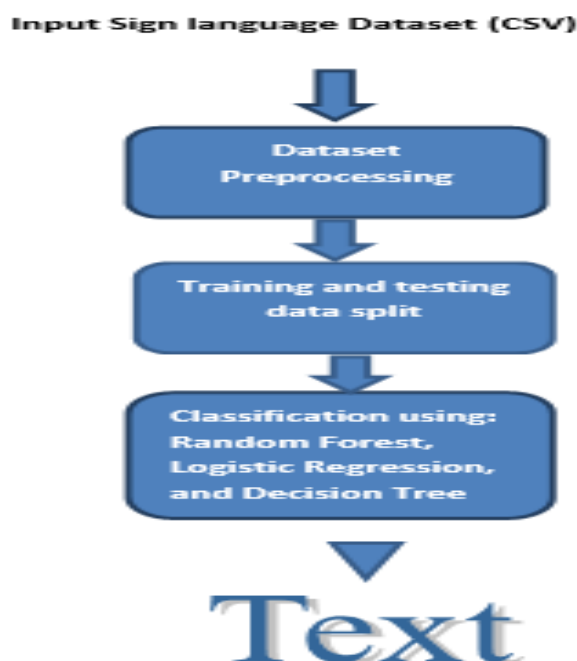 Input Sign language Dataset (CSV)
Dataset
Preprocessing
Training and testing
data split
Classification using:
Random Forest,
Logistic Regression,
and Decision Tree
Text